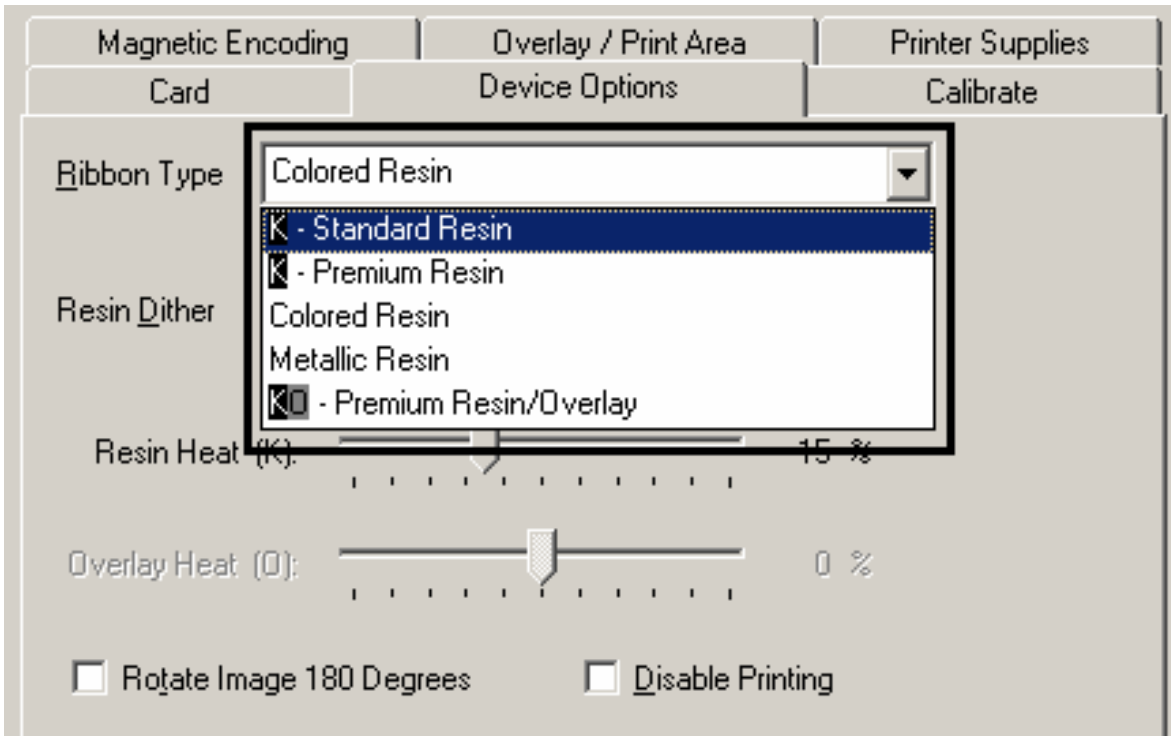 Magnetic Encoding Overlay / Print Area Printer Supplies
Card Device Options Calibrate
Ribbon Type Colored Resin
K - Standard Resin
K - Premium Resin
Resin Dither Colored Resin
Metallic Resin
KO - Premium Resin/Overlay
Resin Heat (K): 15 %
Overlay Heat (O): 0 %
Rotate Image 180 Degrees Disable Printing